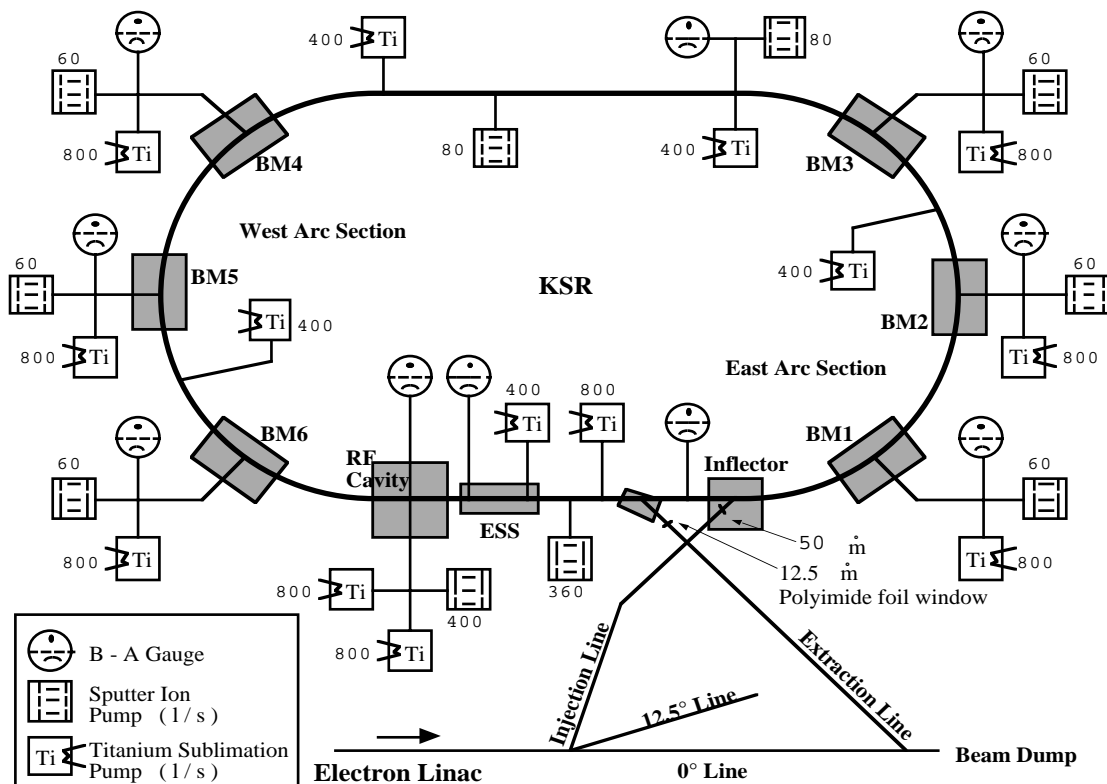 400 Ti
80
60
60
800 Ti
BM4
80
400 Ti
BM3
Ti 800
West Arc Section
KSR
60
BM5
800 Ti
Ti 400
400 Ti
60
BM2
Ti 800
East Arc Section
400
Ti
800
Ti
BM6
BM1
60
60
RF
Cavity
Inflector
ESS
800 Ti
Ti 800
50 m̊
12.5 m̊
Polyimide foil window
360
800 Ti
400
800 Ti
B - A Gauge
Sputter Ion
Pump ( l / s )
Ti Titanium Sublimation
Pump ( l / s )
Injection Line
Extraction Line
12.5° Line
Electron Linac
0° Line
Beam Dump